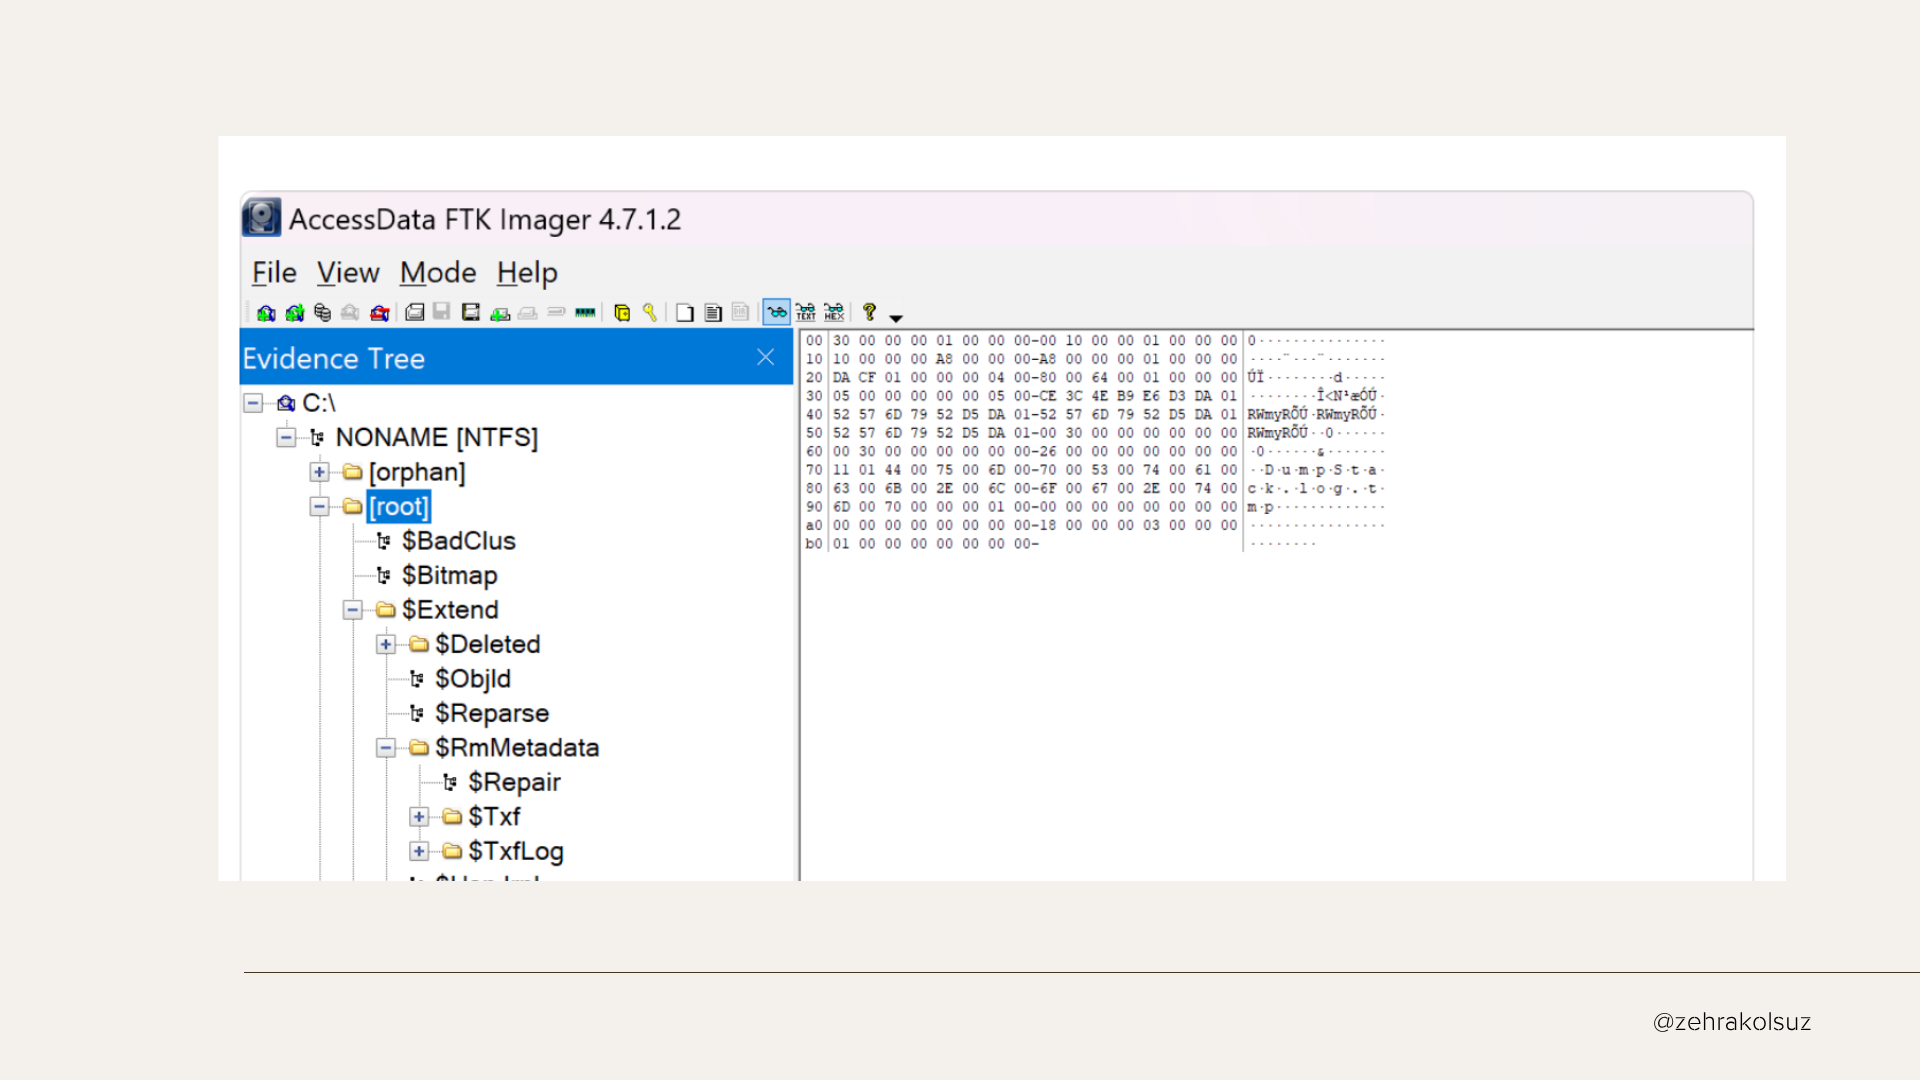 AccessData FTK Imager 4.7.1.2
File View Mode Help
TEXT HEX
Evidence Tree
C:\
NONAME [NTFS]
[orphan]
[root]
$BadClus
$Bitmap
$Extend
$Deleted
$ObjId
$Reparse
$RmMetadata
$Repair
$Txf
$TxfLog
00 30 00 00 00 01 00 00 00-00 10 00 00 01 00 00 00 0···············
10 10 00 00 00 A8 00 00 00-A8 00 00 00 01 00 00 00 ····¨···¨·······
20 DA CF 01 00 00 00 04 00-80 00 64 00 01 00 00 00 ÚÏ········d·····
30 05 00 00 00 00 00 05 00-CE 3C 4E B9 E6 D3 DA 01 ········Î<N¹æÓÚ·
40 52 57 6D 79 52 D5 DA 01-52 57 6D 79 52 D5 DA 01 RWmyRÕÚ·RWmyRÕÚ·
50 52 57 6D 79 52 D5 DA 01-00 30 00 00 00 00 00 00 RWmyRÕÚ··0······
60 00 30 00 00 00 00 00 00-26 00 00 00 00 00 00 00 ·0······&·······
70 11 01 44 00 75 00 6D 00-70 00 53 00 74 00 61 00 ··D·u·m·p·S·t·a·
80 63 00 6B 00 2E 00 6C 00-6F 00 67 00 2E 00 74 00 c·k·.·l·o·g·.·t·
90 6D 00 70 00 00 00 01 00-00 00 00 00 00 00 00 00 m·p·············
a0 00 00 00 00 00 00 00 00-18 00 00 00 03 00 00 00 ················
b0 01 00 00 00 00 00 00 00- ········
@zehrakolsuz